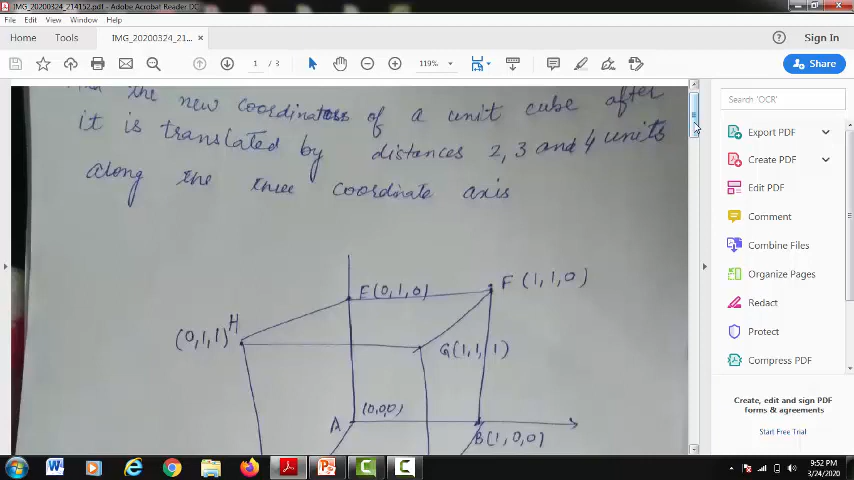 IMG_20200324_214152.pdf - Adobe Acrobat Reader DC
File Edit View Window Help
Home Tools IMG_20200324_21... × Sign In
1 / 3 119% Share
the new coordinates of a unit cube after
it is translated by distances 2, 3 and 4 units
along the three coordinate axis
E(0,1,0) F (1,1,0)
(0,1,1) H
G(1,1,1)
(0,0,0)
A
B(1,0,0)
Search 'OCR'
Export PDF
Create PDF
Edit PDF
Comment
Combine Files
Organize Pages
Redact
Protect
Compress PDF
Create, edit and sign PDF
forms & agreements
Start Free Trial
9:52 PM
3/24/2020